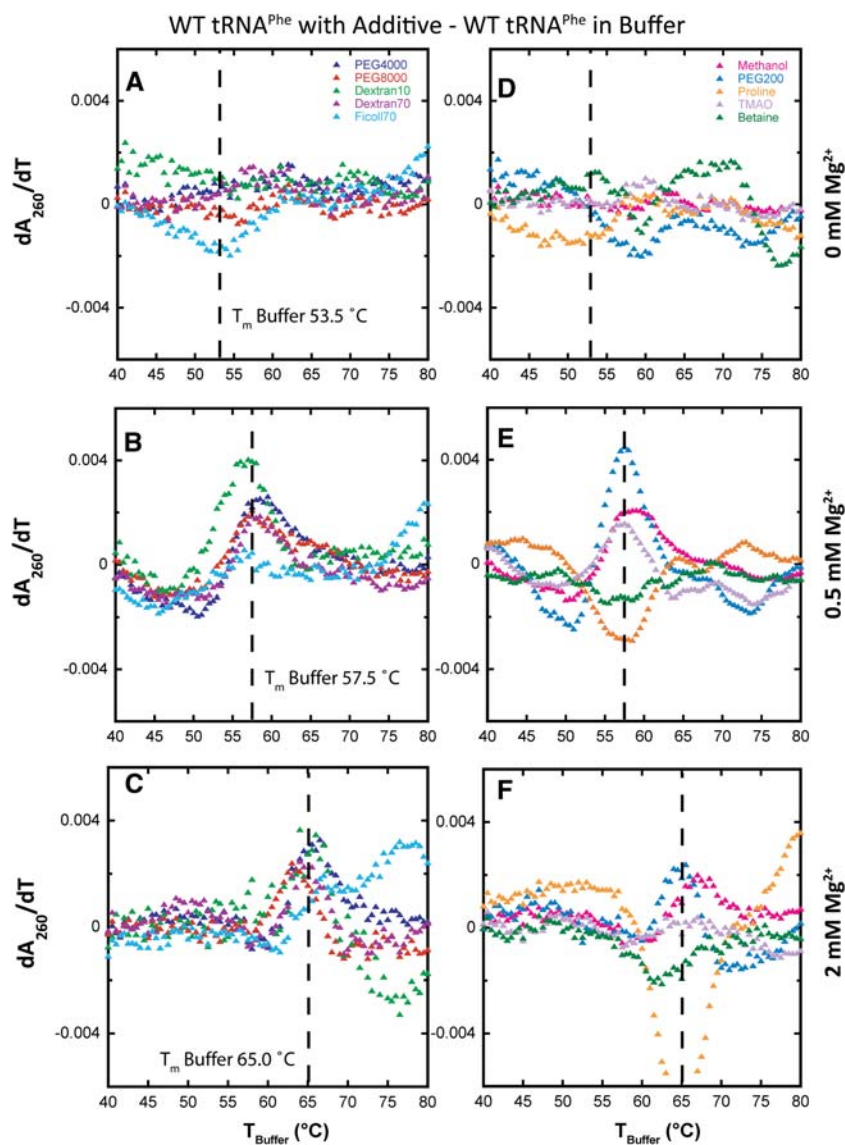 WT tRNA^Phe with Additive - WT tRNA^Phe in Buffer
A
PEG4000
PEG8000
Dextran10
Dextran70
Ficoll70
0.004
0
-0.004
dA260/dT
Tm Buffer 53.5 ˚C
40 45 50 55 60 65 70 75 80
D
Methanol
PEG200
Proline
TMAO
Betaine
0.004
0
-0.004
40 45 50 55 60 65 70 75 80
0 mM Mg2+
B
0.004
0
-0.004
dA260/dT
Tm Buffer 57.5 ˚C
40 45 50 55 60 65 70 75 80
E
0.004
0
-0.004
40 45 50 55 60 65 70 75 80
0.5 mM Mg2+
C
0.004
0
-0.004
dA260/dT
Tm Buffer 65.0 ˚C
40 45 50 55 60 65 70 75 80
TBuffer (°C)
F
0.004
0
-0.004
40 45 50 55 60 65 70 75 80
TBuffer (°C)
2 mM Mg2+